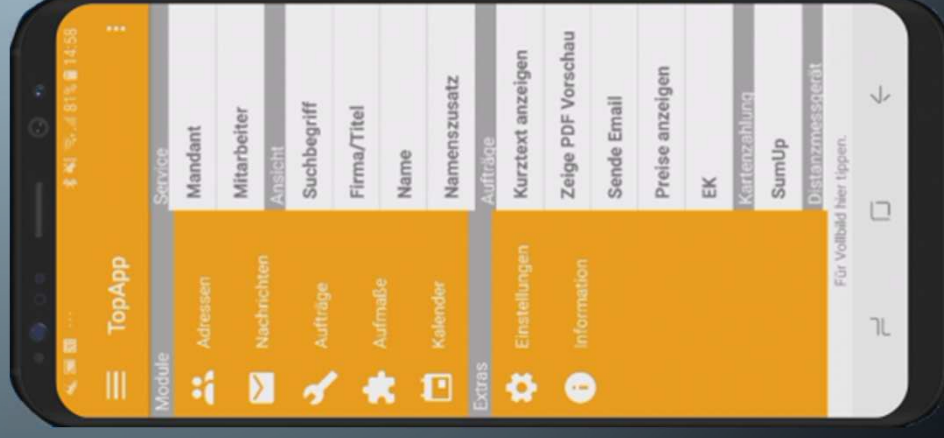 81% 14:58
TopApp
Module
Adressen
Nachrichten
Aufträge
Aufmaße
Kalender
Extras
Einstellungen
Information
Service
Mandant
Mitarbeiter
Ansicht
Suchbegriff
Firma/Titel
Name
Namenszusatz
Aufträge
Kurztext anzeigen
Zeige PDF Vorschau
Sende Email
Preise anzeigen
EK
Kartenzahlung
SumUp
Distanzmessgerät
Für Vollbild hier tippen.